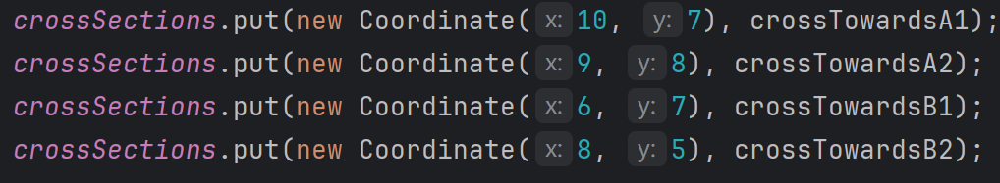 crossSections.put(new Coordinate( x: 10, y: 7), crossTowardsA1);
crossSections.put(new Coordinate( x: 9, y: 8), crossTowardsA2);
crossSections.put(new Coordinate( x: 6, y: 7), crossTowardsB1);
crossSections.put(new Coordinate( x: 8, y: 5), crossTowardsB2);